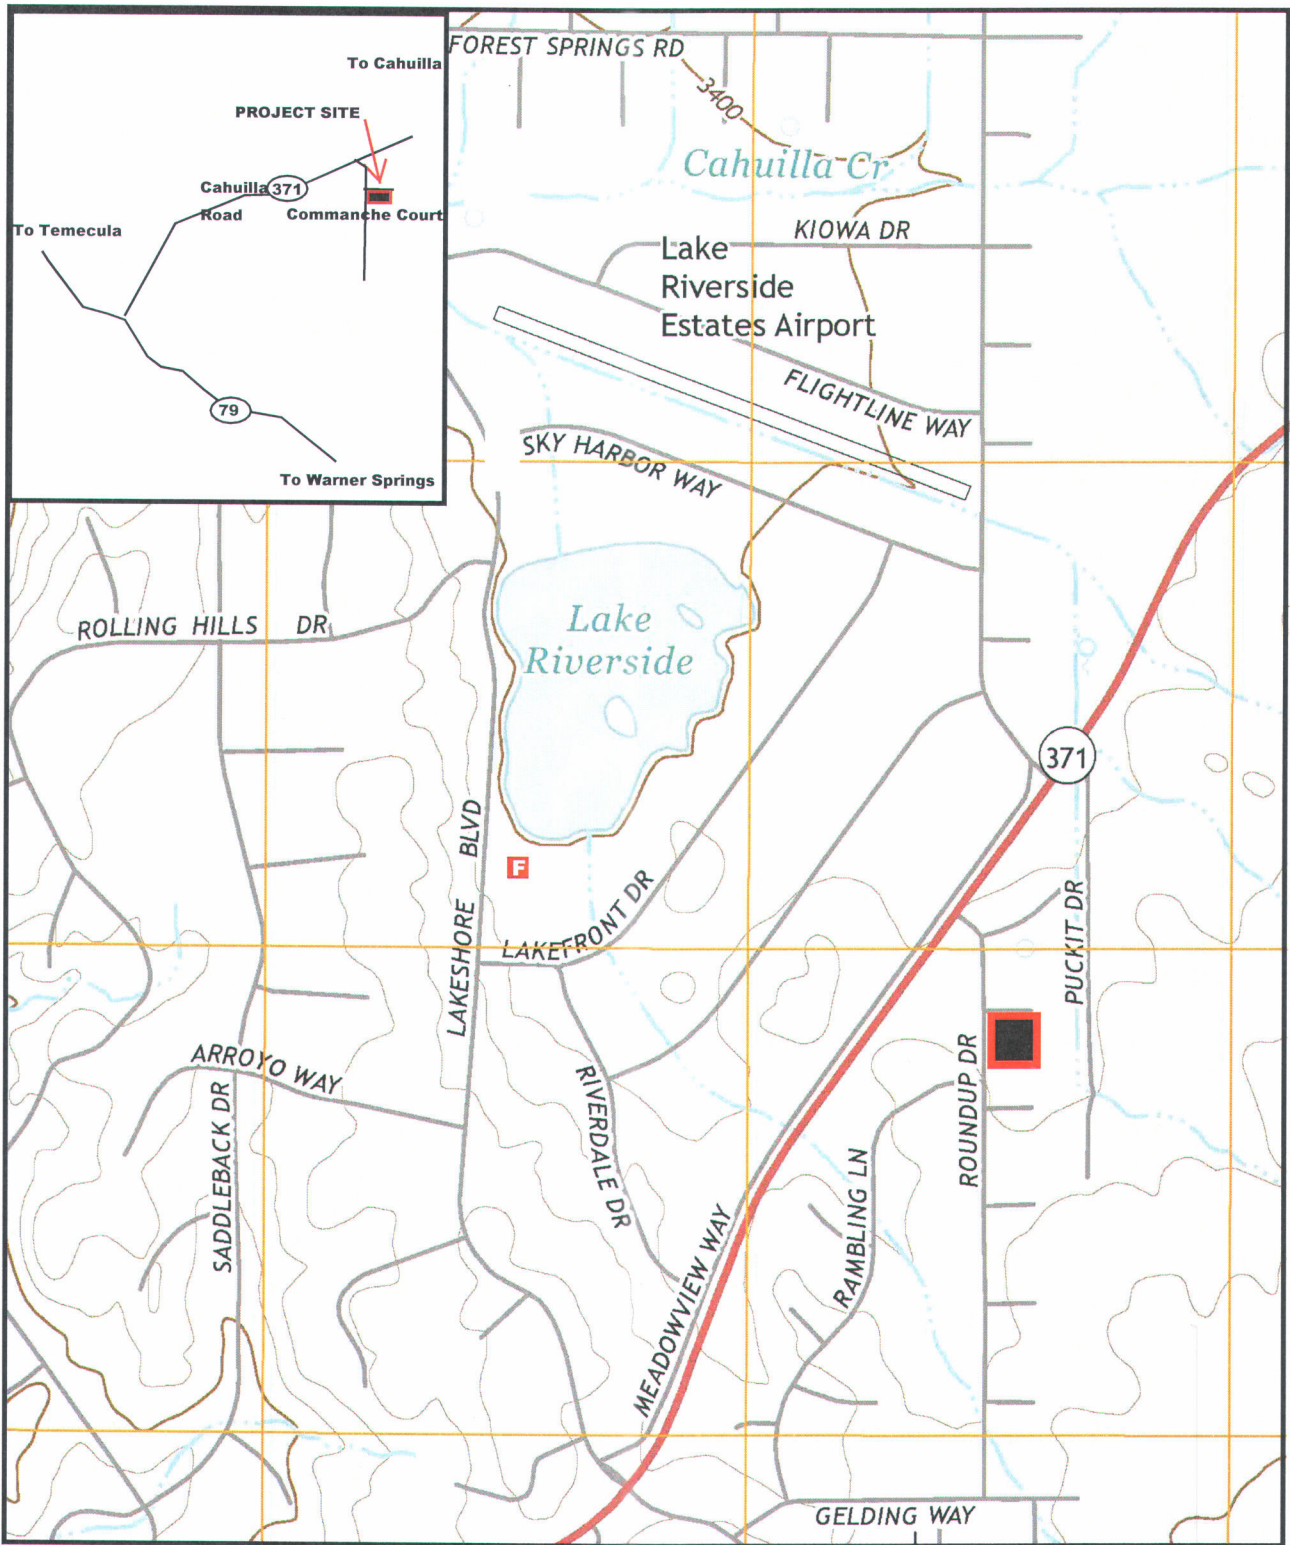 To Cahuilla
PROJECT SITE
Cahuilla
371
Road
Commanche Court
To Temecula
79
To Warner Springs
FOREST SPRINGS RD
3400
Cahuilla Cr
KIOWA DR
Lake
Riverside
Estates Airport
FLIGHTLINE WAY
SKY HARBOR WAY
Lake
Riverside
ROLLING HILLS DR
371
LAKESHORE BLVD
F
LAKEFRONT DR
PUCKIT DR
ARROYO WAY
SADDLEBACK DR
RIVERDALE DR
ROUNDUP DR
RAMBLING LN
MEADOWVIEW WAY
GELDING WAY